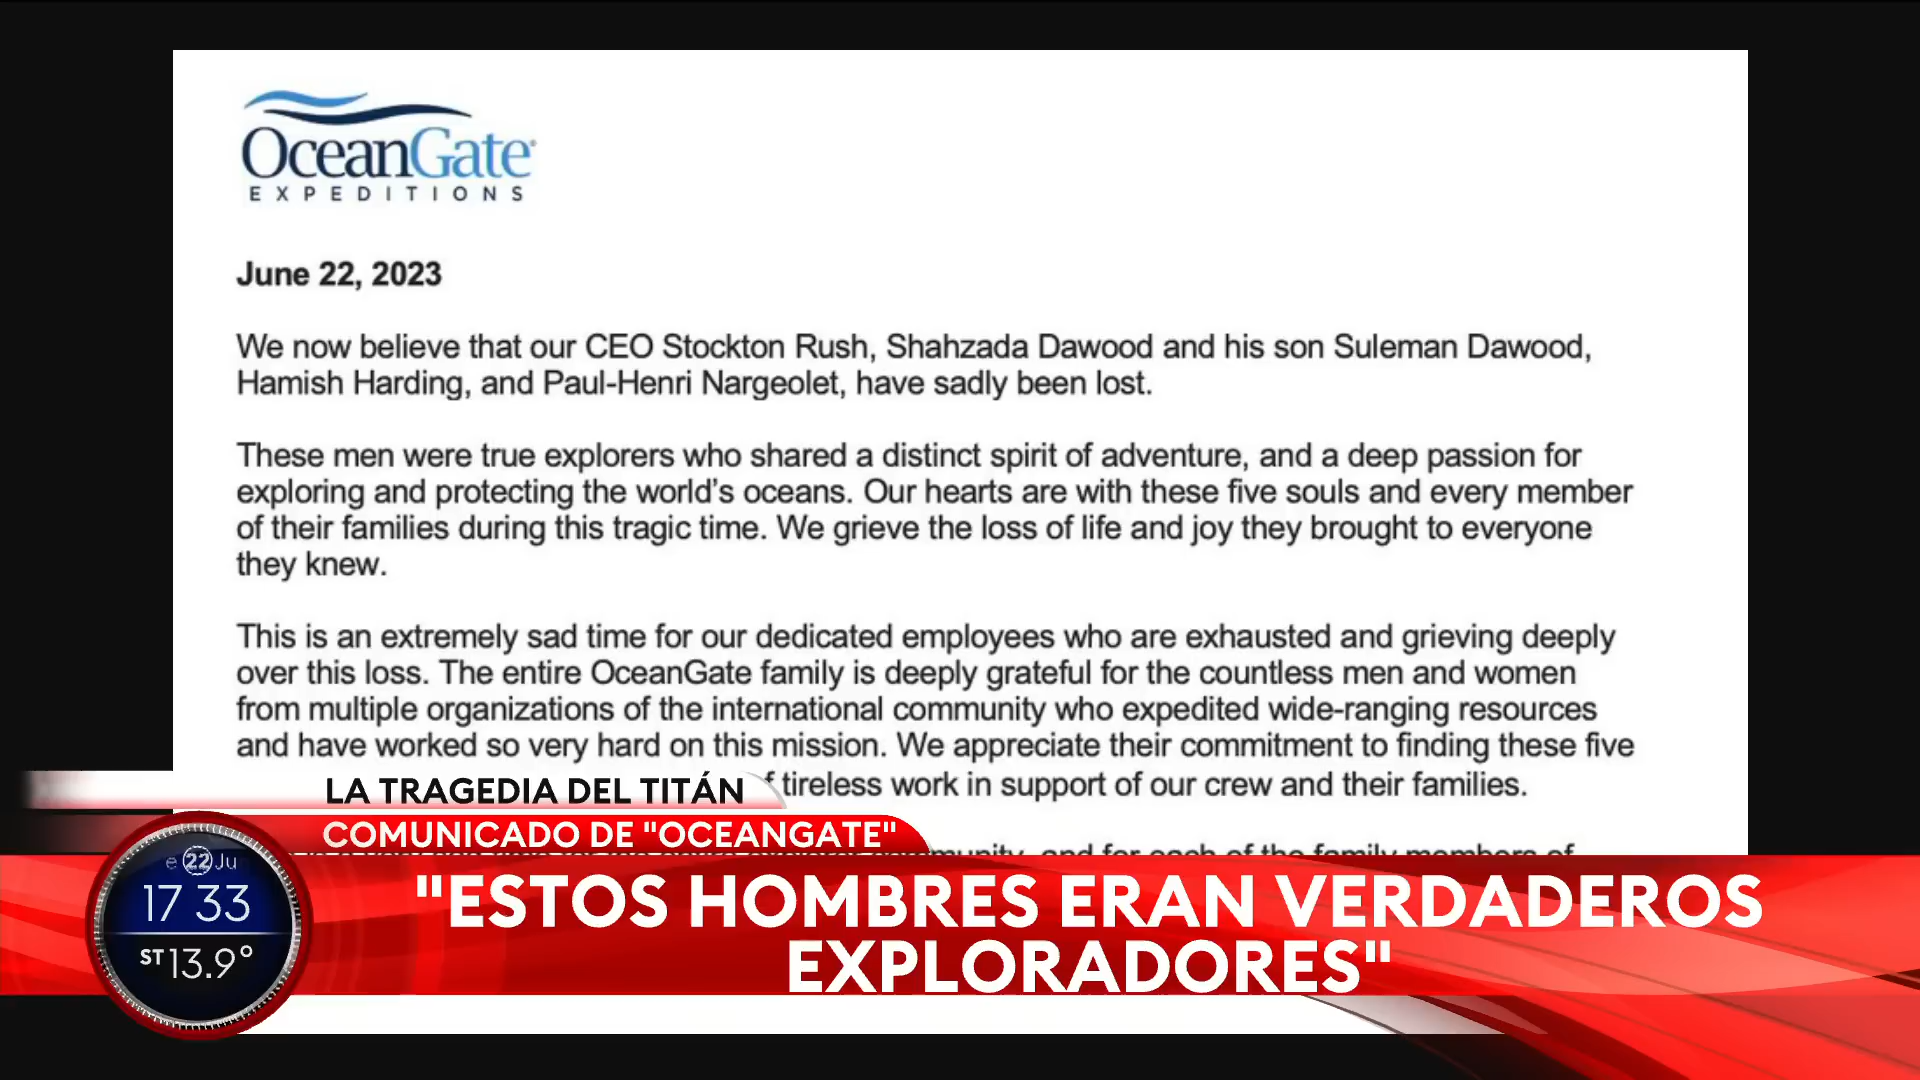 OceanGate
EXPEDITIONS
June 22, 2023
We now believe that our CEO Stockton Rush, Shahzada Dawood and his son Suleman Dawood,
Hamish Harding, and Paul-Henri Nargeolet, have sadly been lost.
These men were true explorers who shared a distinct spirit of adventure, and a deep passion for
exploring and protecting the world's oceans. Our hearts are with these five souls and every member
of their families during this tragic time. We grieve the loss of life and joy they brought to everyone
they knew.
This is an extremely sad time for our dedicated employees who are exhausted and grieving deeply
over this loss. The entire OceanGate family is deeply grateful for the countless men and women
from multiple organizations of the international community who expedited wide-ranging resources
and have worked so very hard on this mission. We appreciate their commitment to finding these five
tireless work in support of our crew and their families.
and for each of the family members of
LA TRAGEDIA DEL TITÁN
COMUNICADO DE "OCEANGATE"
"ESTOS HOMBRES ERAN VERDADEROS
EXPLORADORES"
e 22 Ju
17 33
ST 13.9°